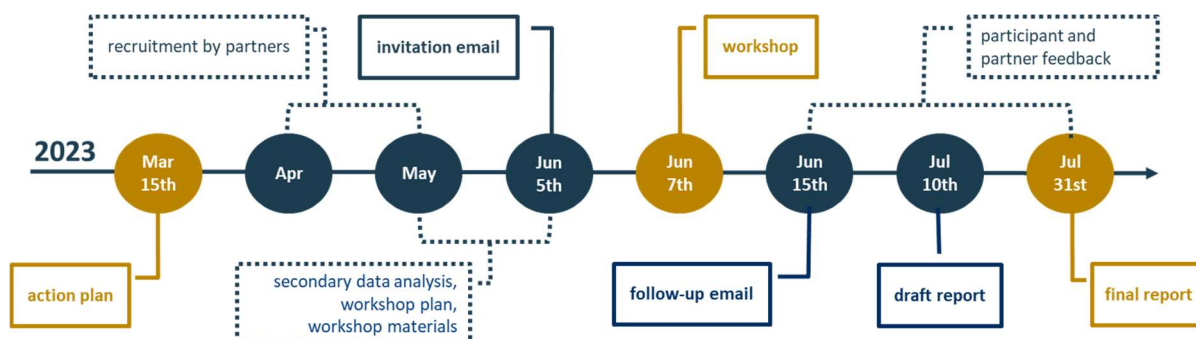 recruitment by partners
invitation email
workshop
participant and
partner feedback
2023
Mar
15th
Apr
May
Jun
5th
Jun
7th
Jun
15th
Jul
10th
Jul
31st
action plan
secondary data analysis,
workshop plan,
workshop materials
follow-up email
draft report
final report